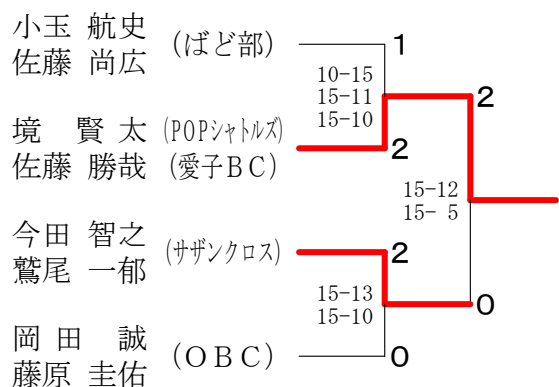 小玉 航史
佐藤 尚広
(ばど部)
1
10-15
15-11
15-10
2
境 賢太
佐藤 勝哉
(POPシャトルズ)
(愛子BC)
2
15-12
15- 5
今田 智之
鷲尾 一郁
(サザンクロス)
2
15-13
15-10
0
岡田 誠
藤原 圭佑
(OBC)
0